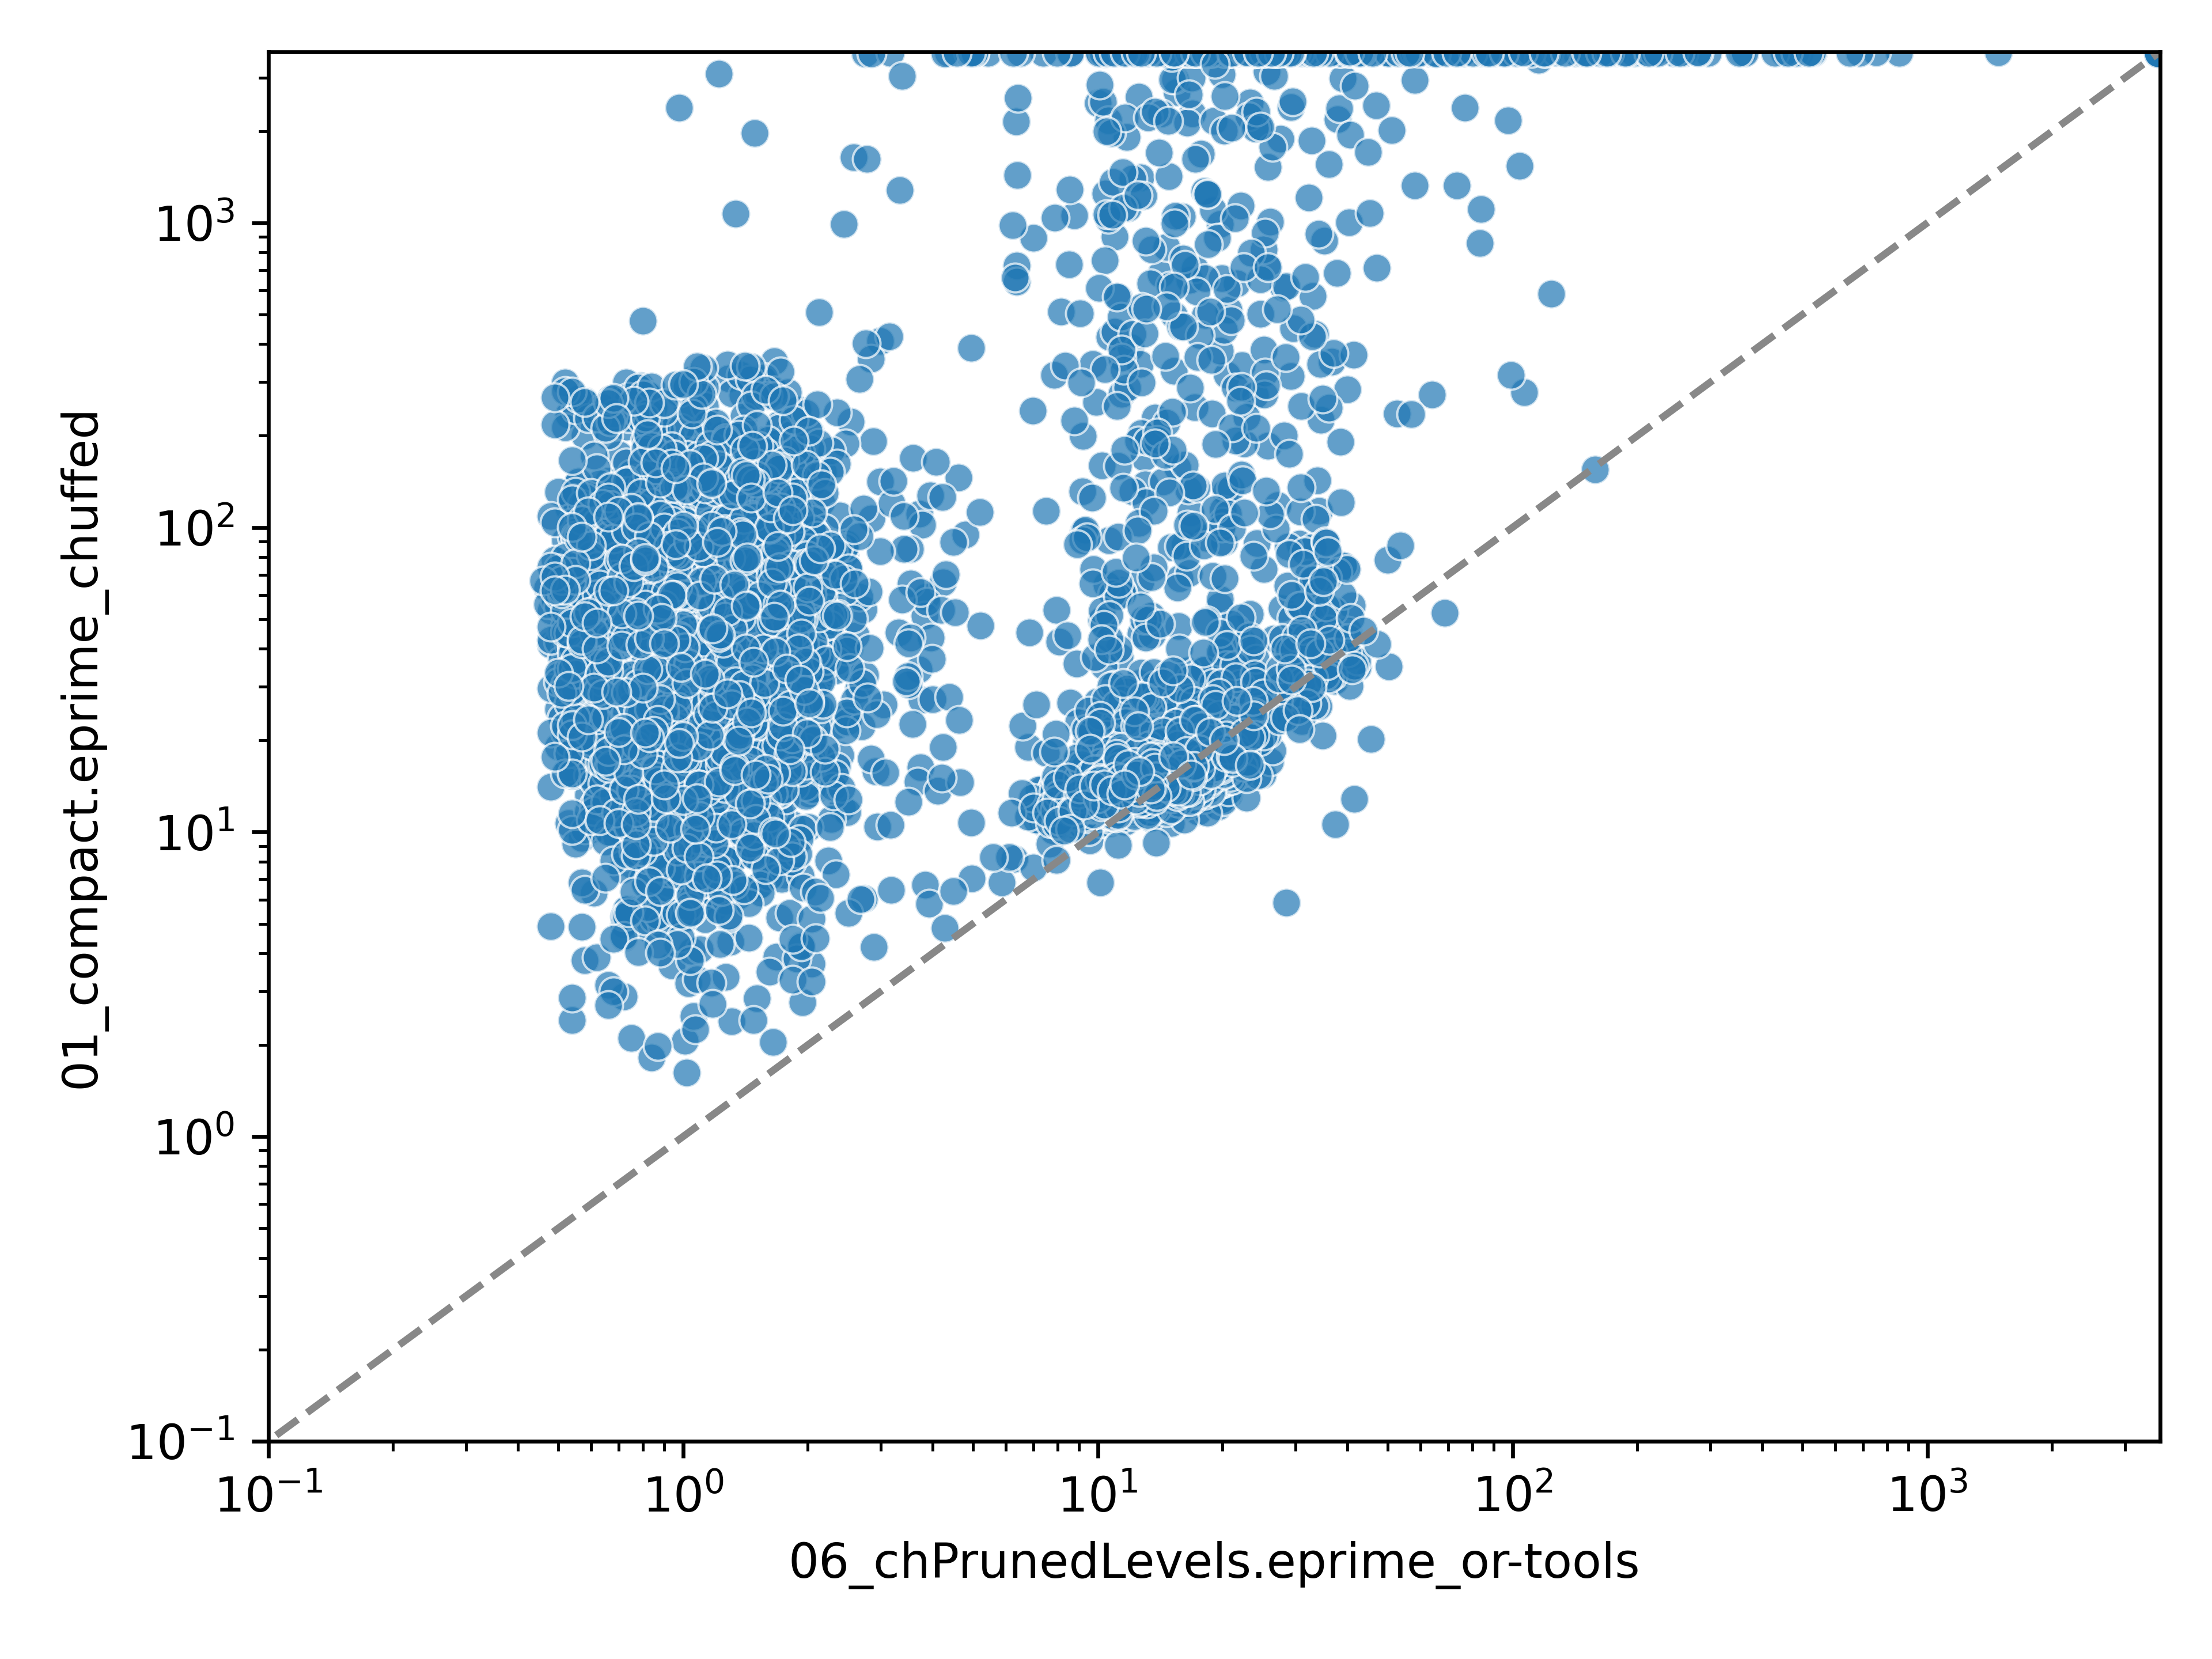 01_compact.eprime_chuffed
10³
10²
10¹
10⁰
10⁻¹
10⁻¹ 10⁰ 10¹ 10² 10³
06_chPrunedLevels.eprime_or-tools